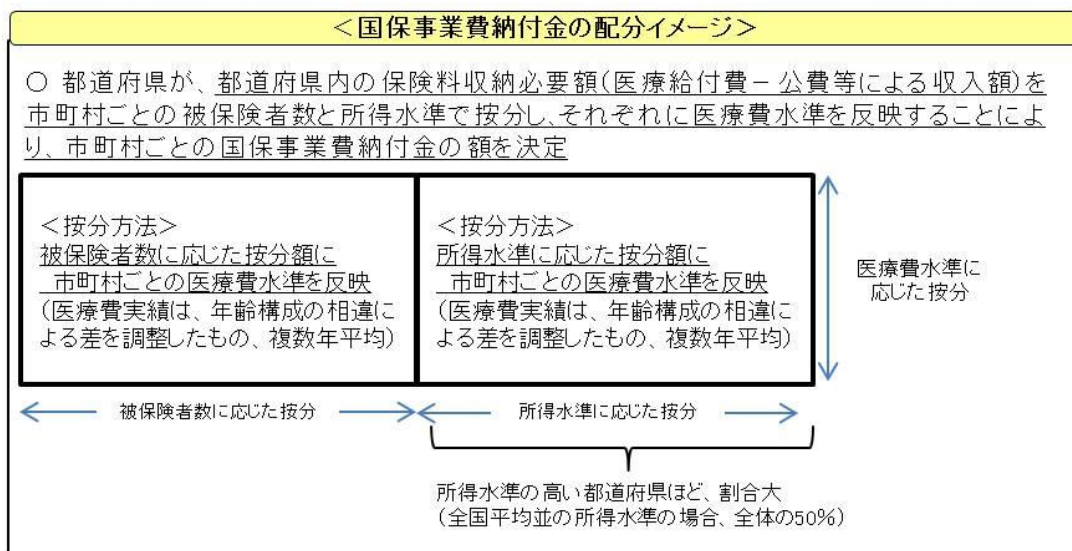 ＜国保事業費納付金の配分イメージ＞
○ 都道府県が、都道府県内の保険料収納必要額（医療給付費－公費等による収入額）を
市町村ごとの被保険者数と所得水準で按分し、それぞれに医療費水準を反映することによ
り、市町村ごとの国保事業費納付金の額を決定
＜按分方法＞
被保険者数に応じた按分額に
市町村ごとの医療費水準を反映
（医療費実績は、年齢構成の相違
による差を調整したもの、複数年平均）
＜按分方法＞
所得水準に応じた按分額に
市町村ごとの医療費水準を反映
（医療費実績は、年齢構成の相違
による差を調整したもの、複数年平均）
医療費水準に
応じた按分
被保険者数に応じた按分
所得水準に応じた按分
所得水準の高い都道府県ほど、割合大
（全国平均並の所得水準の場合、全体の50％）